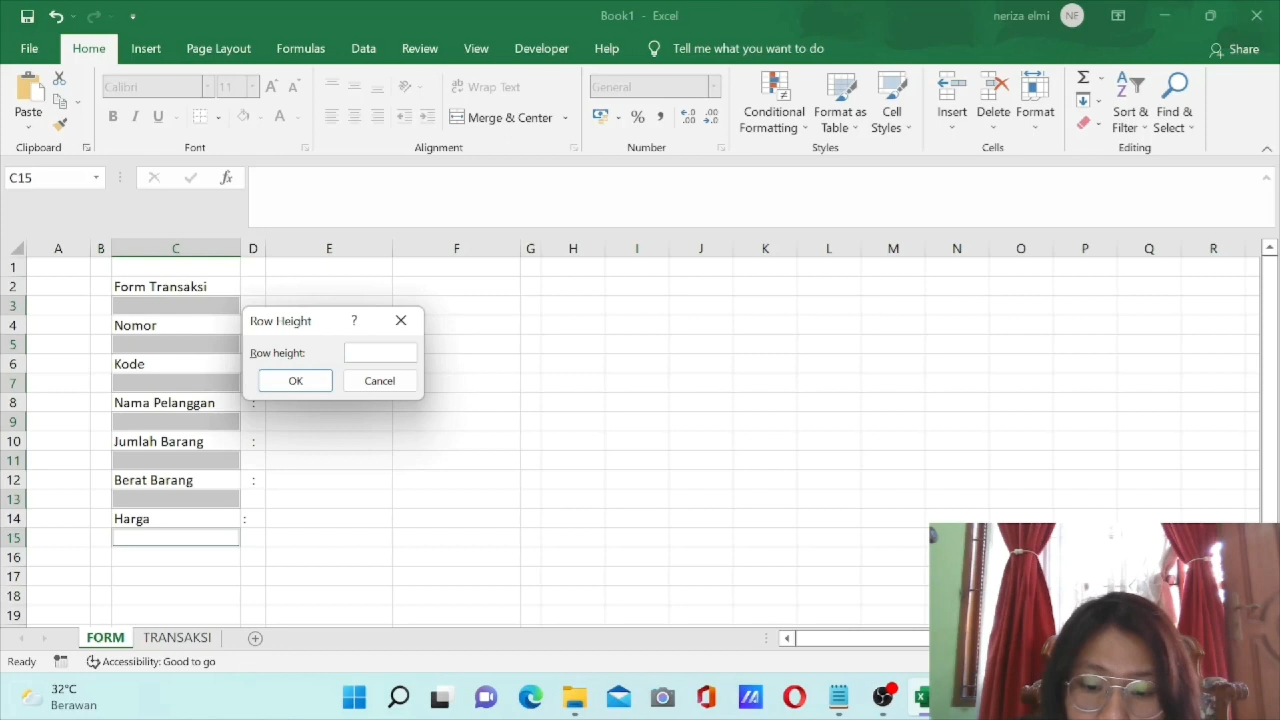 Book1 - Excel
neriza elmi
NF
File
Home
Insert
Page Layout
Formulas
Data
Review
View
Developer
Help
Tell me what you want to do
Share
Paste
Calibri
11
B
I
U
A
Wrap Text
Merge & Center
General
%
Conditional Formatting
Format as Table
Cell Styles
Insert
Delete
Format
Sort & Filter
Find & Select
Clipboard
Font
Alignment
Number
Styles
Cells
Editing
C15
fx
A B C D E F G H I J K L M N O P Q R
1
2 Form Transaksi
3
4 Nomor
5
6 Kode
7
8 Nama Pelanggan :
9
10 Jumlah Barang :
11
12 Berat Barang :
13
14 Harga :
15
16
17
18
19
Row Height ?
Row height:
OK Cancel
FORM
TRANSAKSI
Ready
Accessibility: Good to go
32°C
Berawan